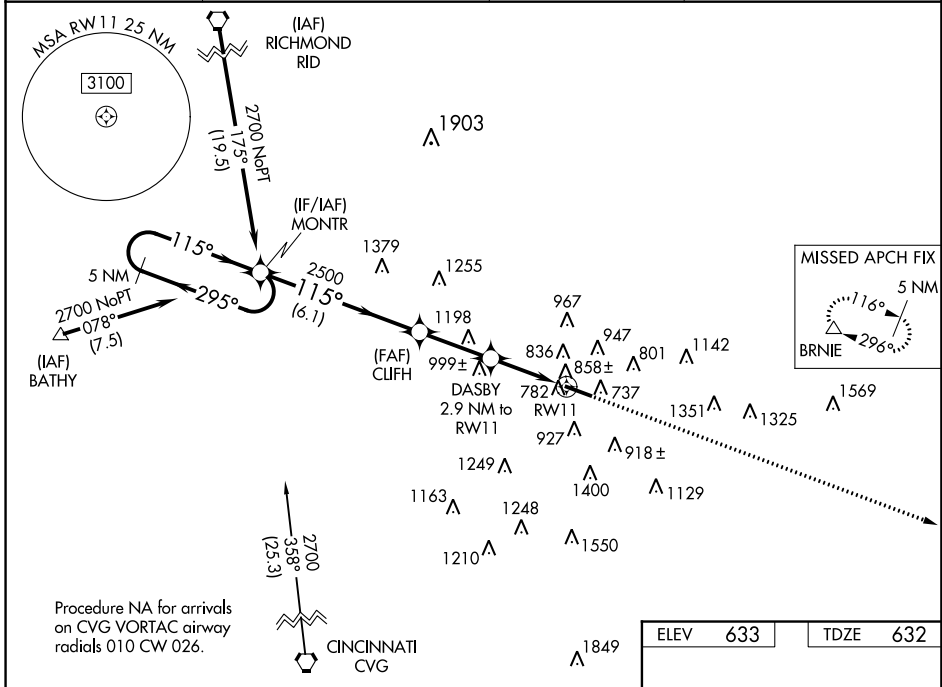 MSA RW11 25 NM
3100
(IAF)
RICHMOND
RID
2700 NoPT
175°
(19.5)
1903
(IF/IAF)
MONTR
115°
5 NM
295°
2700 NoPT
078°
(7.5)
(IAF)
BATHY
2500
115°
(6.1)
1379
1255
MISSED APCH FIX
5 NM
116°
296°
BRNIE
967
1198
947
836
801
1142
(FAF)
CLIFH
999±
858±
DASBY
2.9 NM to
RW11
782
RW11
737
1351
1325
1569
927
918±
1249
1400
1129
1163
1248
1210
1550
2700
358°
(25.3)
Procedure NA for arrivals
on CVG VORTAC airway
radials 010 CW 026.
CINCINNATI
CVG
1849
ELEV 633
TDZE 632